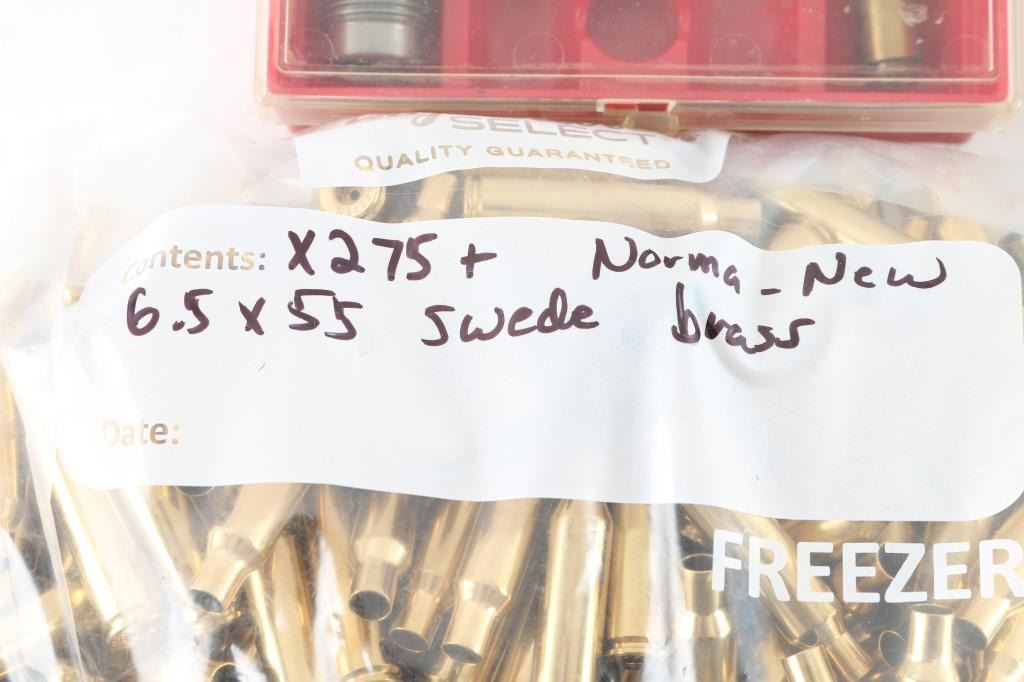 SELECT
QUALITY GUARANTEED
Contents: X275+ Norma - New
6.5 x 55 swede brass
Date:
FREEZER